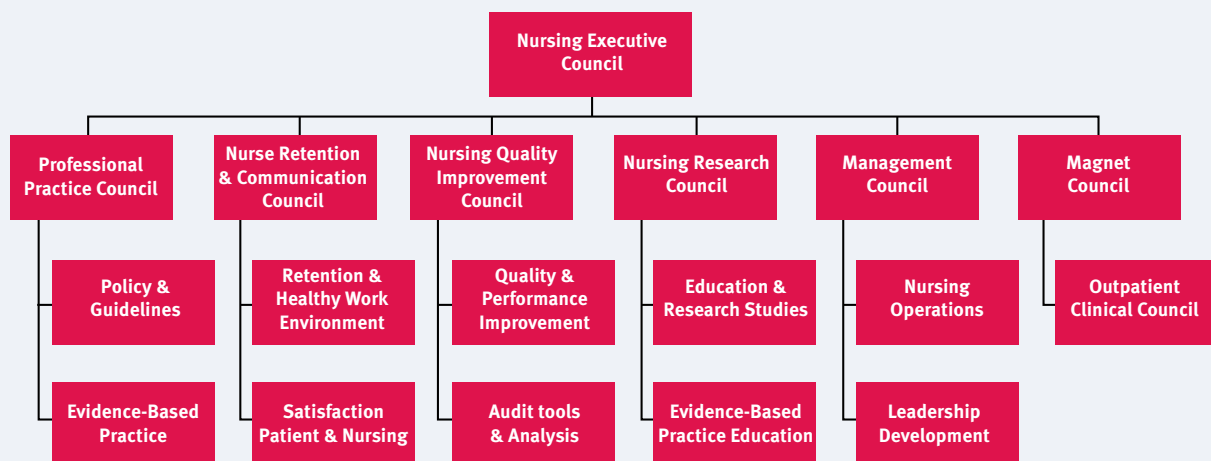 Nursing Executive
Council
Professional
Practice Council
Nurse Retention
& Communication
Council
Nursing Quality
Improvement
Council
Nursing Research
Council
Management
Council
Magnet
Council
Policy &
Guidelines
Retention &
Healthy Work
Environment
Quality &
Performance
Improvement
Education &
Research Studies
Nursing
Operations
Outpatient
Clinical Council
Evidence-Based
Practice
Satisfaction
Patient & Nursing
Audit tools
& Analysis
Evidence-Based
Practice Education
Leadership
Development